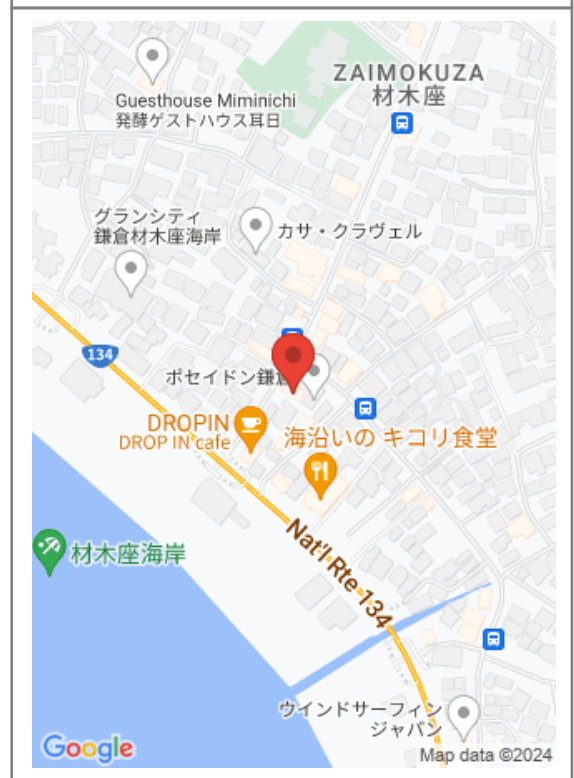 ZAIMOKUZA
材木座
Guesthouse Miminichi
発酵ゲストハウス耳日
グランシティ
鎌倉材木座海岸
カサ・クラヴェル
134
ポセイドン鎌倉
DROPIN
DROP IN cafe
海沿いの キコリ食堂
Nat'l Rte 134
材木座海岸
ウインドサーフィン
ジャパン
Google
Map data ©2024